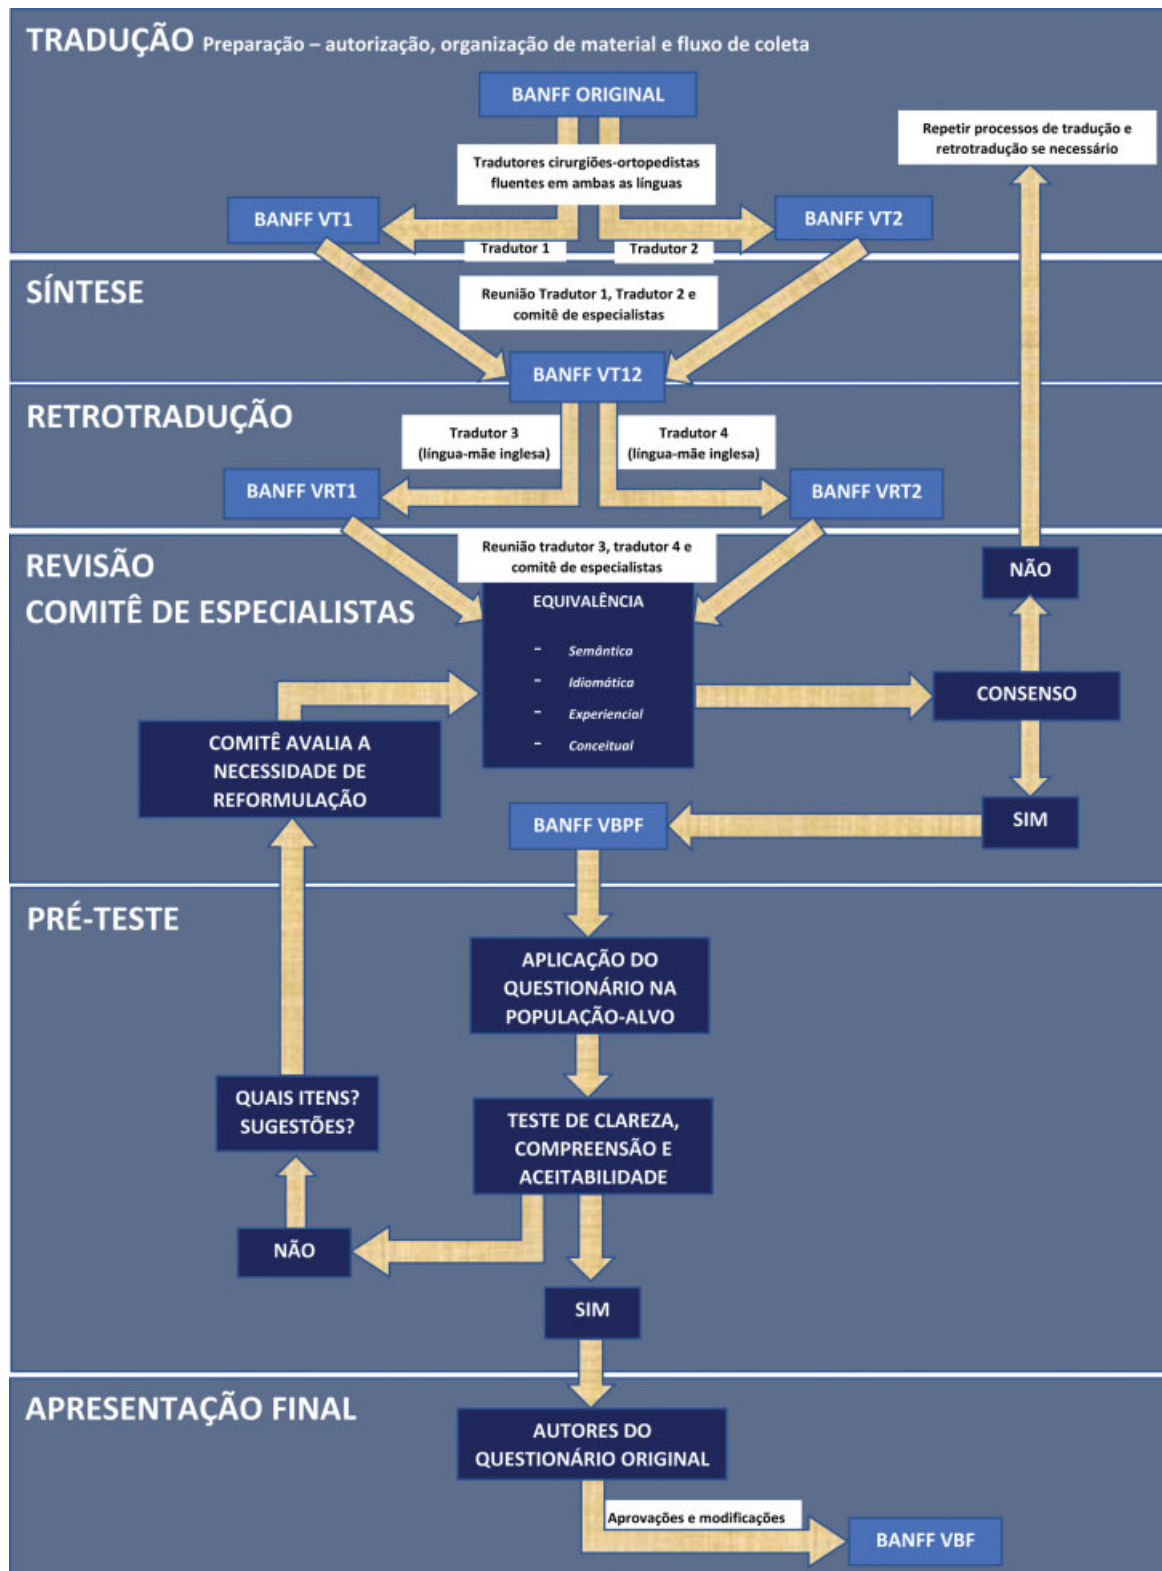 TRADUÇÃO Preparação – autorização, organização de material e fluxo de coleta
BANFF ORIGINAL
Repetir processos de tradução e
retrotradução se necessário
Tradutores cirurgiões-ortopedistas
fluentes em ambas as línguas
BANFF VT1
BANFF VT2
Tradutor 1
Tradutor 2
SÍNTESE
Reunião Tradutor 1, Tradutor 2 e
comitê de especialistas
BANFF VT12
RETROTRADUÇÃO
Tradutor 3
(língua-mãe inglesa)
Tradutor 4
(língua-mãe inglesa)
BANFF VRT1
BANFF VRT2
REVISÃO
COMITÊ DE ESPECIALISTAS
Reunião tradutor 3, tradutor 4 e
comitê de especialistas
NÃO
EQUIVALÊNCIA
- Semântica
- Idiomática
- Experiencial
- Conceitual
CONSENSO
COMITÊ AVALIA A
NECESSIDADE DE
REFORMULAÇÃO
SIM
BANFF VBPF
PRÉ-TESTE
APLICAÇÃO DO
QUESTIONÁRIO NA
POPULAÇÃO-ALVO
QUAIS ITENS?
SUGESTÕES?
TESTE DE CLAREZA,
COMPREENSÃO E
ACEITABILIDADE
NÃO
SIM
APRESENTAÇÃO FINAL
AUTORES DO
QUESTIONÁRIO ORIGINAL
Aprovações e modificações
BANFF VBF